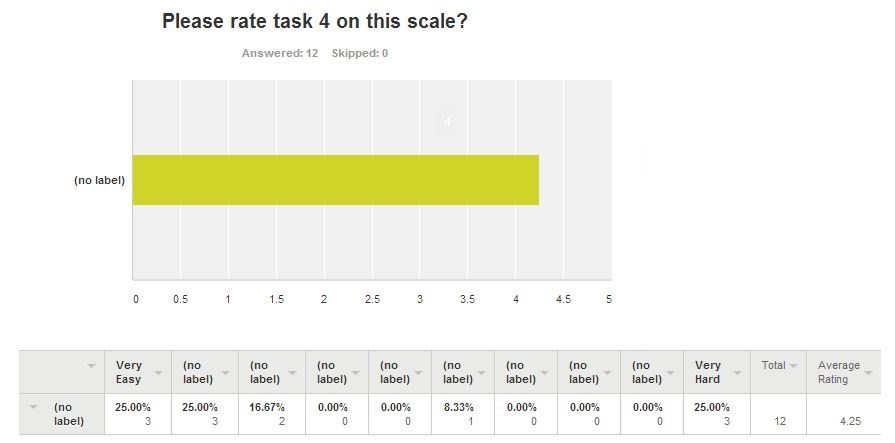 Please rate task 4 on this scale?
Answered: 12 Skipped: 0
4
(no label)
0 0.5 1 1.5 2 2.5 3 3.5 4 4.5 5
Very Easy (no label) (no label) (no label) (no label) (no label) (no label) (no label) (no label) Very Hard Total Average Rating
(no label) 25.00% 25.00% 16.67% 0.00% 0.00% 8.33% 0.00% 0.00% 0.00% 25.00%
3 3 2 0 0 1 0 0 0 3 12 4.25